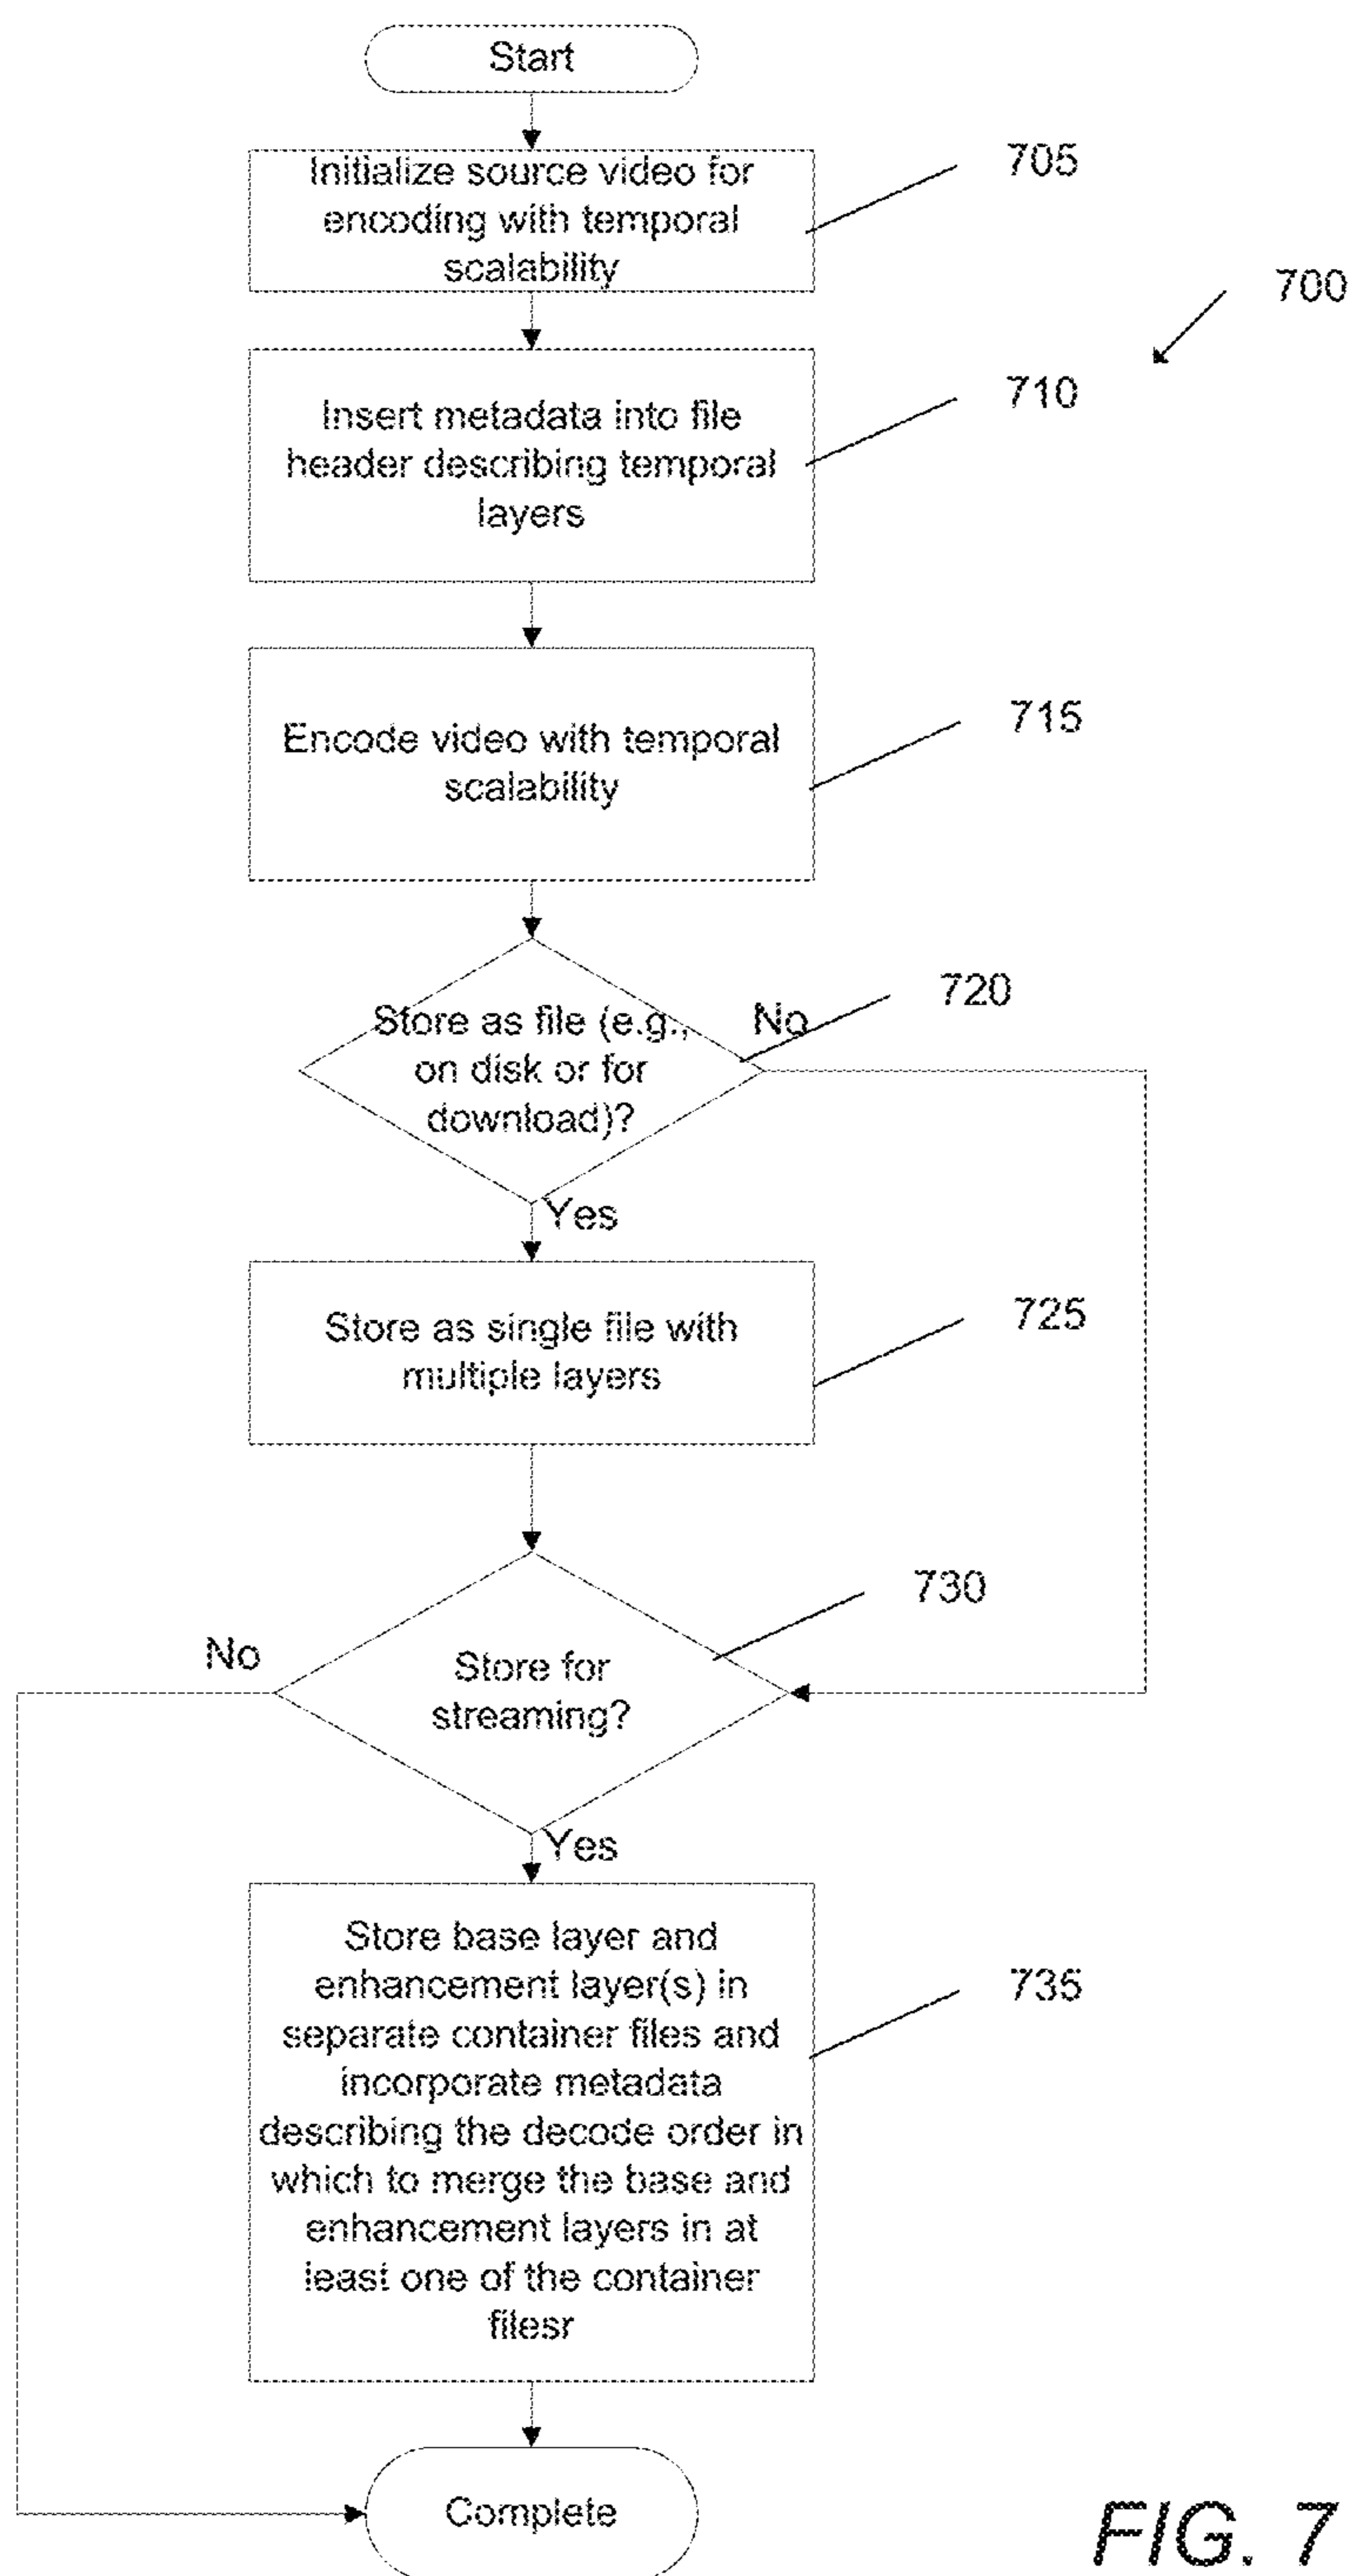 Start
Initialize source video for
encoding with temporal
scalability
705
700
Insert metadata into file
header describing temporal
layers
710
Encode video with temporal
scalability
715
Store as file (e.g.,
on disk or for
download)?
No
720
Yes
Store as single file with
multiple layers
725
Store for
streaming?
730
No
Yes
Store base layer and
enhancement layer(s) in
separate container files and
incorporate metadata
describing the decode order in
which to merge the base and
enhancement layers in at
least one of the container
filesr
735
Complete
FIG. 7